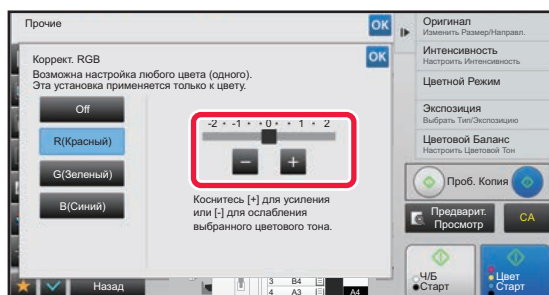 Прочие
OK
Коррект. RGB
OK
Возможна настройка любого цвета (одного).
Эта установка применяется только к цвету.
Off
R(Красный)
G(Зеленый)
B(Синий)
-2 • -1 • • 0 • • 1 • 2
Коснитесь [+] для усиления
или [-] для ослабления
выбранного цветового тона.
Назад
3 B4
4 A3
A4
Оригинал
Изменить Размер/Направл.
Интенсивность
Настроить Интенсивность
Цветной Режим
Экспозиция
Выбрать Тип/Экспозицию
Цветовой Баланс
Настроить Цветовой Тон
Проб. Копия
Предварит.
Просмотр
CA
Ч/Б
Старт
Цвет
Старт